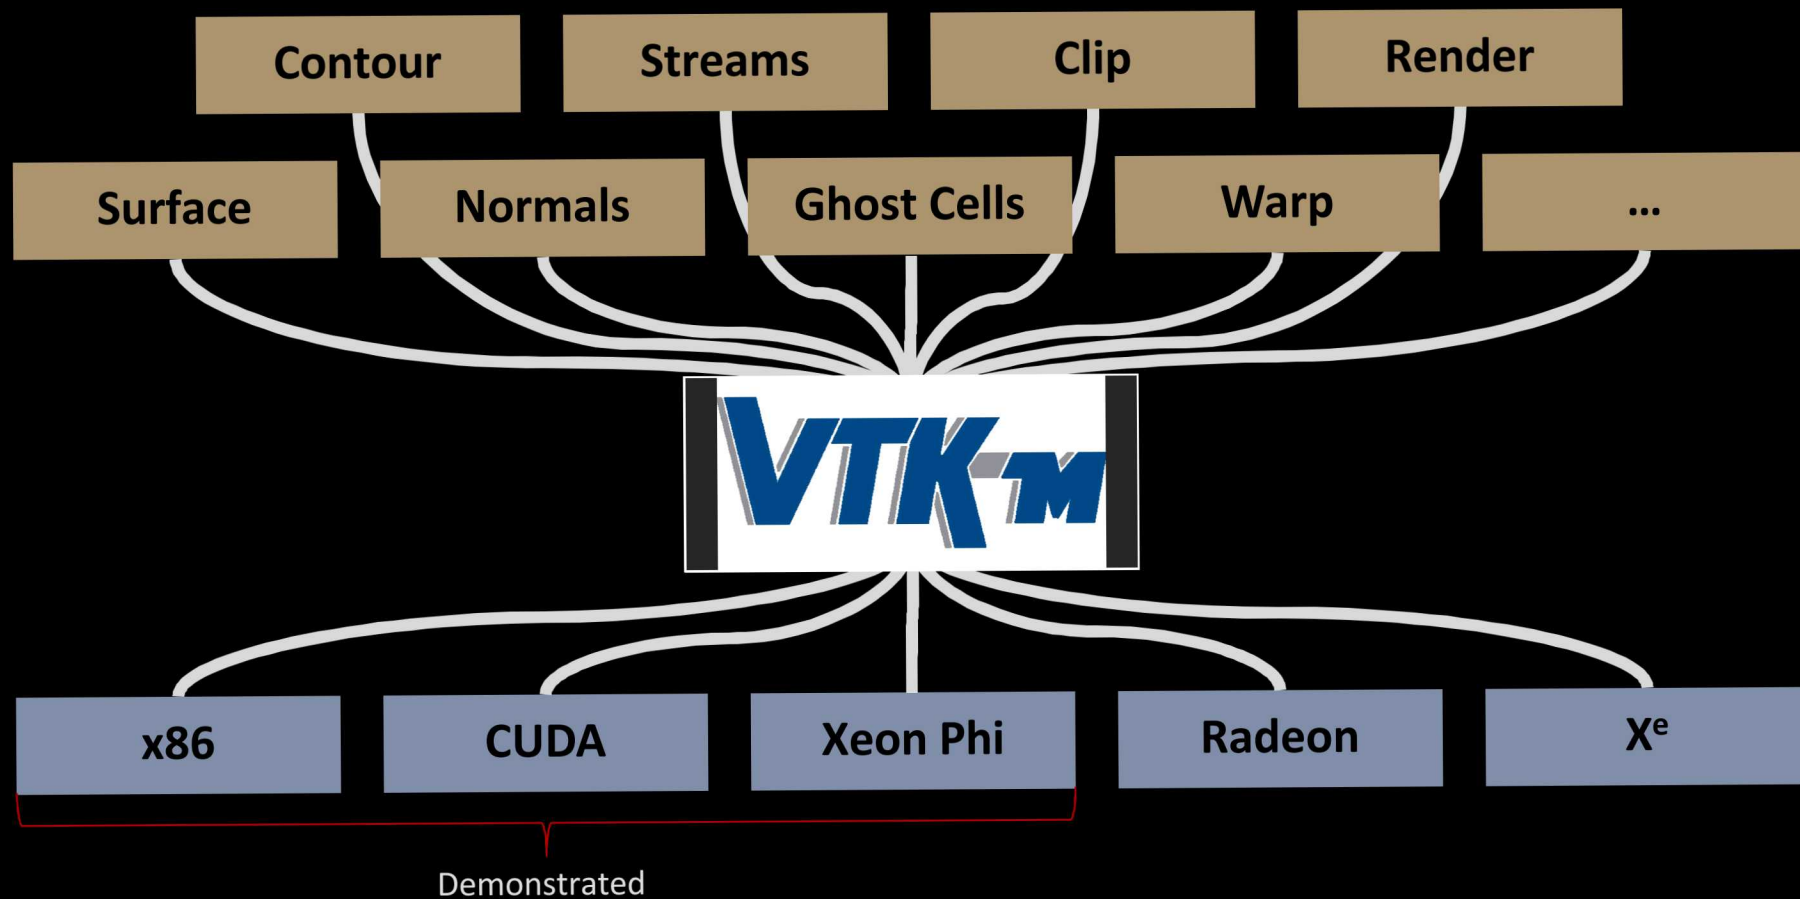 Contour
Streams
Clip
Render
Surface
Normals
Ghost Cells
Warp
...
VTK-m
x86
CUDA
Xeon Phi
Radeon
Xᵉ
Demonstrated